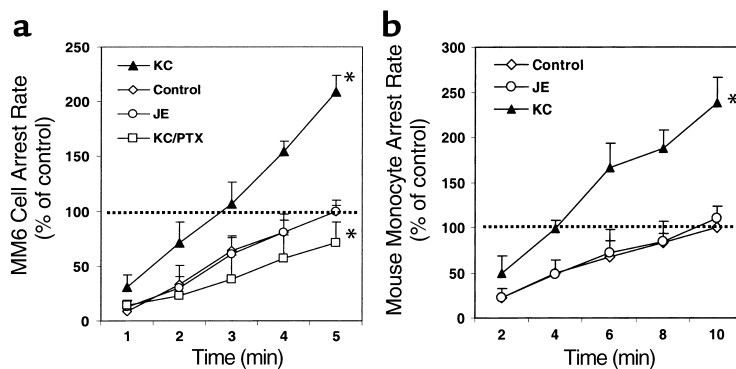 a
MM6 Cell Arrest Rate
(% of control)
250
200
150
100
50
0
KC
Control
JE
KC/PTX
*
*
1 2 3 4 5
Time (min)
b
Mouse Monocyte Arrest Rate
(% of control)
300
250
200
150
100
50
0
Control
JE
KC
*
2 4 6 8 10
Time (min)